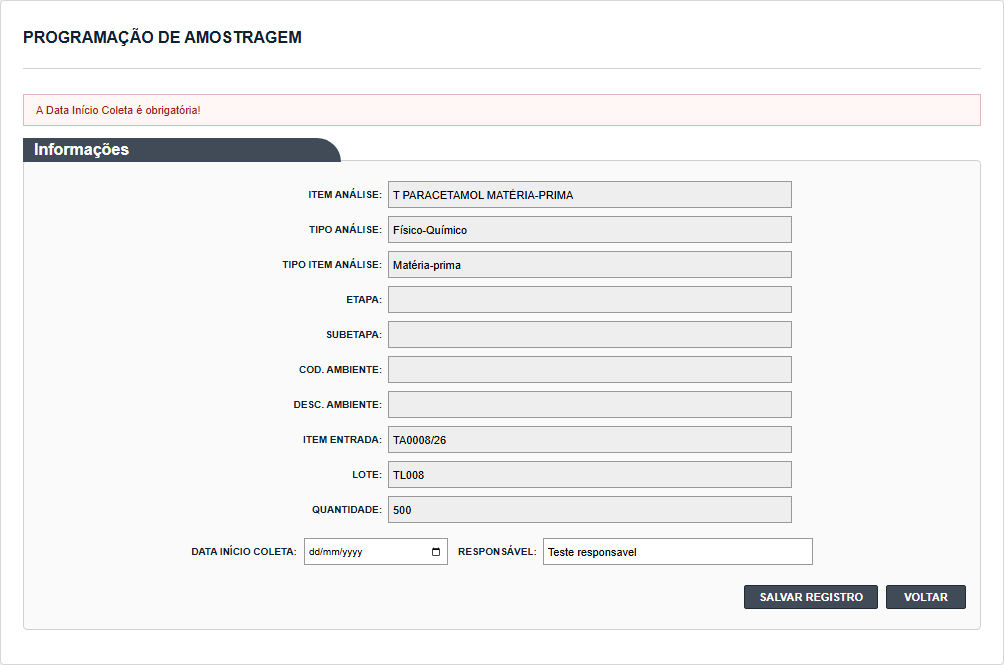 PROGRAMAÇÃO DE AMOSTRAGEM
A Data Início Coleta é obrigatória!
Informações
ITEM ANÁLISE: T PARACETAMOL MATÉRIA-PRIMA
TIPO ANÁLISE: Físico-Químico
TIPO ITEM ANÁLISE: Matéria-prima
ETAPA:
SUBETAPA:
COD. AMBIENTE:
DESC. AMBIENTE:
ITEM ENTRADA: TA0008/26
LOTE: TL008
QUANTIDADE: 500
DATA INÍCIO COLETA: dd/mm/yyyy RESPONSÁVEL: Teste responsavel
SALVAR REGISTRO VOLTAR